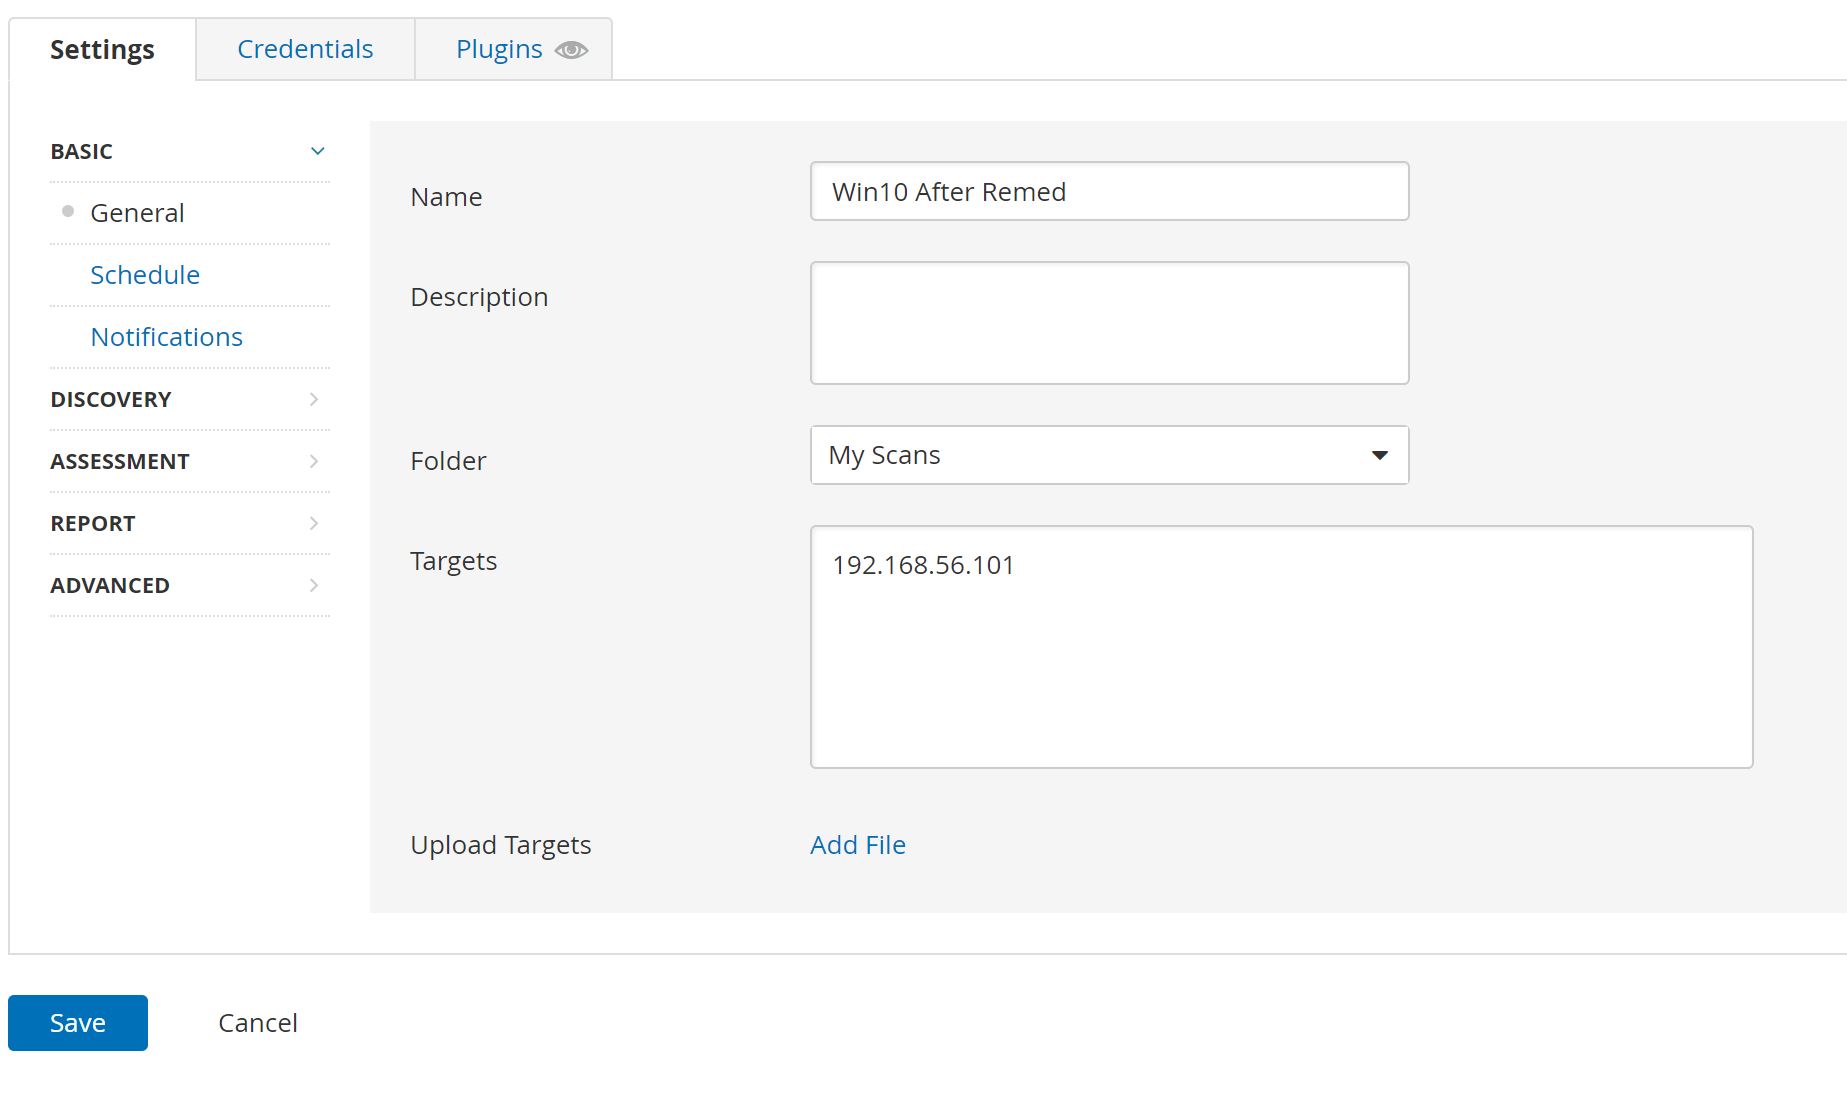 Settings
Credentials
Plugins
BASIC
General
Schedule
Notifications
DISCOVERY
ASSESSMENT
REPORT
ADVANCED
Name
Win10 After Remed
Description
Folder
My Scans
Targets
192.168.56.101
Upload Targets
Add File
Save
Cancel